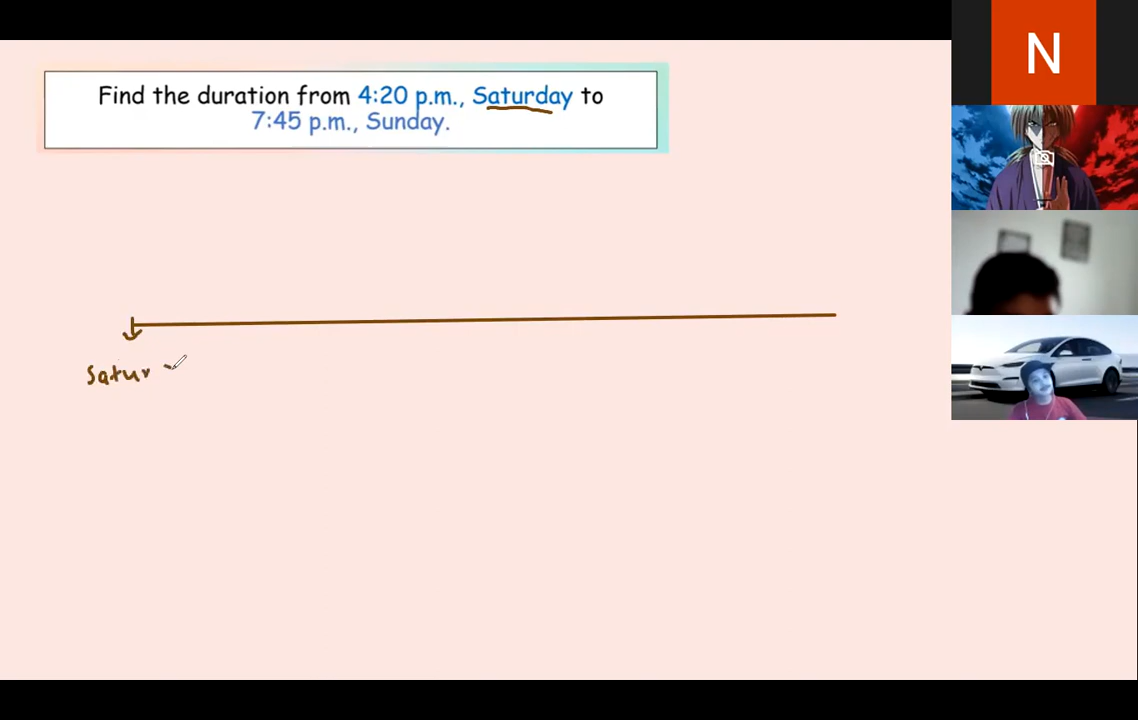 Find the duration from 4:20 p.m., Saturday to
7:45 p.m., Sunday.
N
Satur